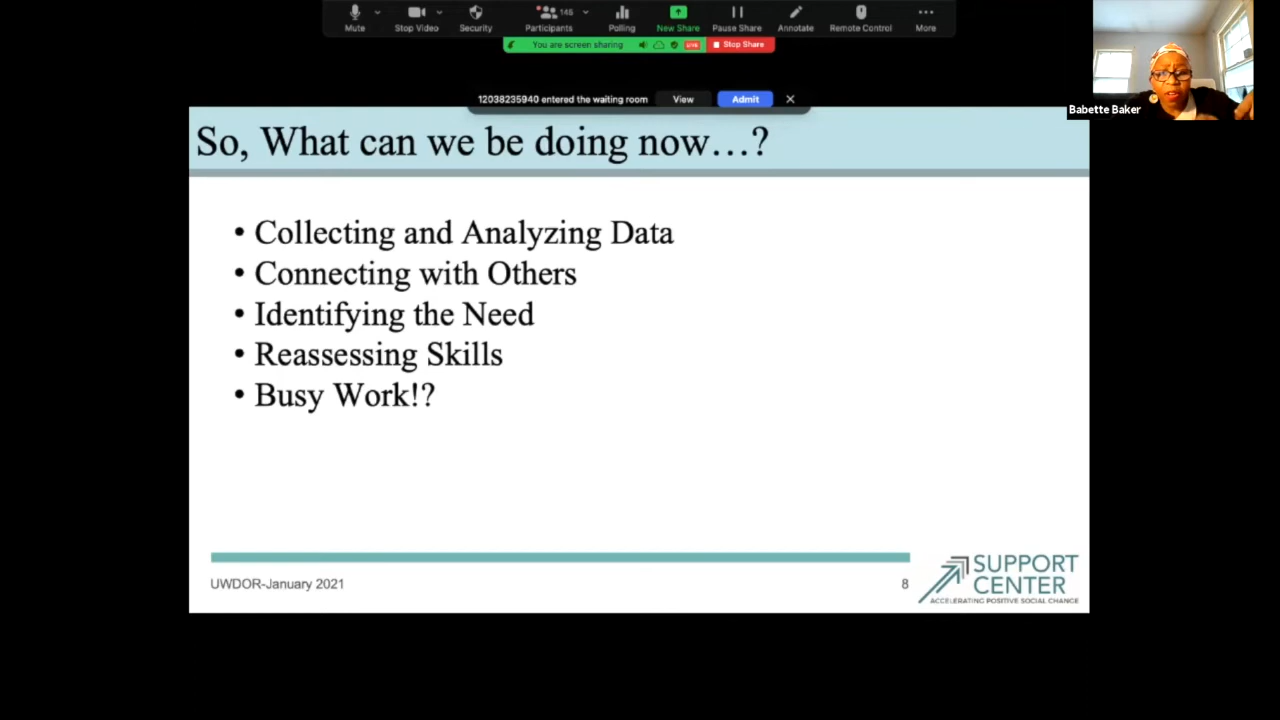 Mute
Stop Video
Security
146
Participants
Polling
New Share
Pause Share
Annotate
Remote Control
More
You are screen sharing
LIVE
Stop Share
12038235940 entered the waiting room
View
Admit
Babette Baker
So, What can we be doing now…?
• Collecting and Analyzing Data
• Connecting with Others
• Identifying the Need
• Reassessing Skills
• Busy Work!?
UWDOR-January 2021
8
SUPPORT
CENTER
ACCELERATING POSITIVE SOCIAL CHANGE